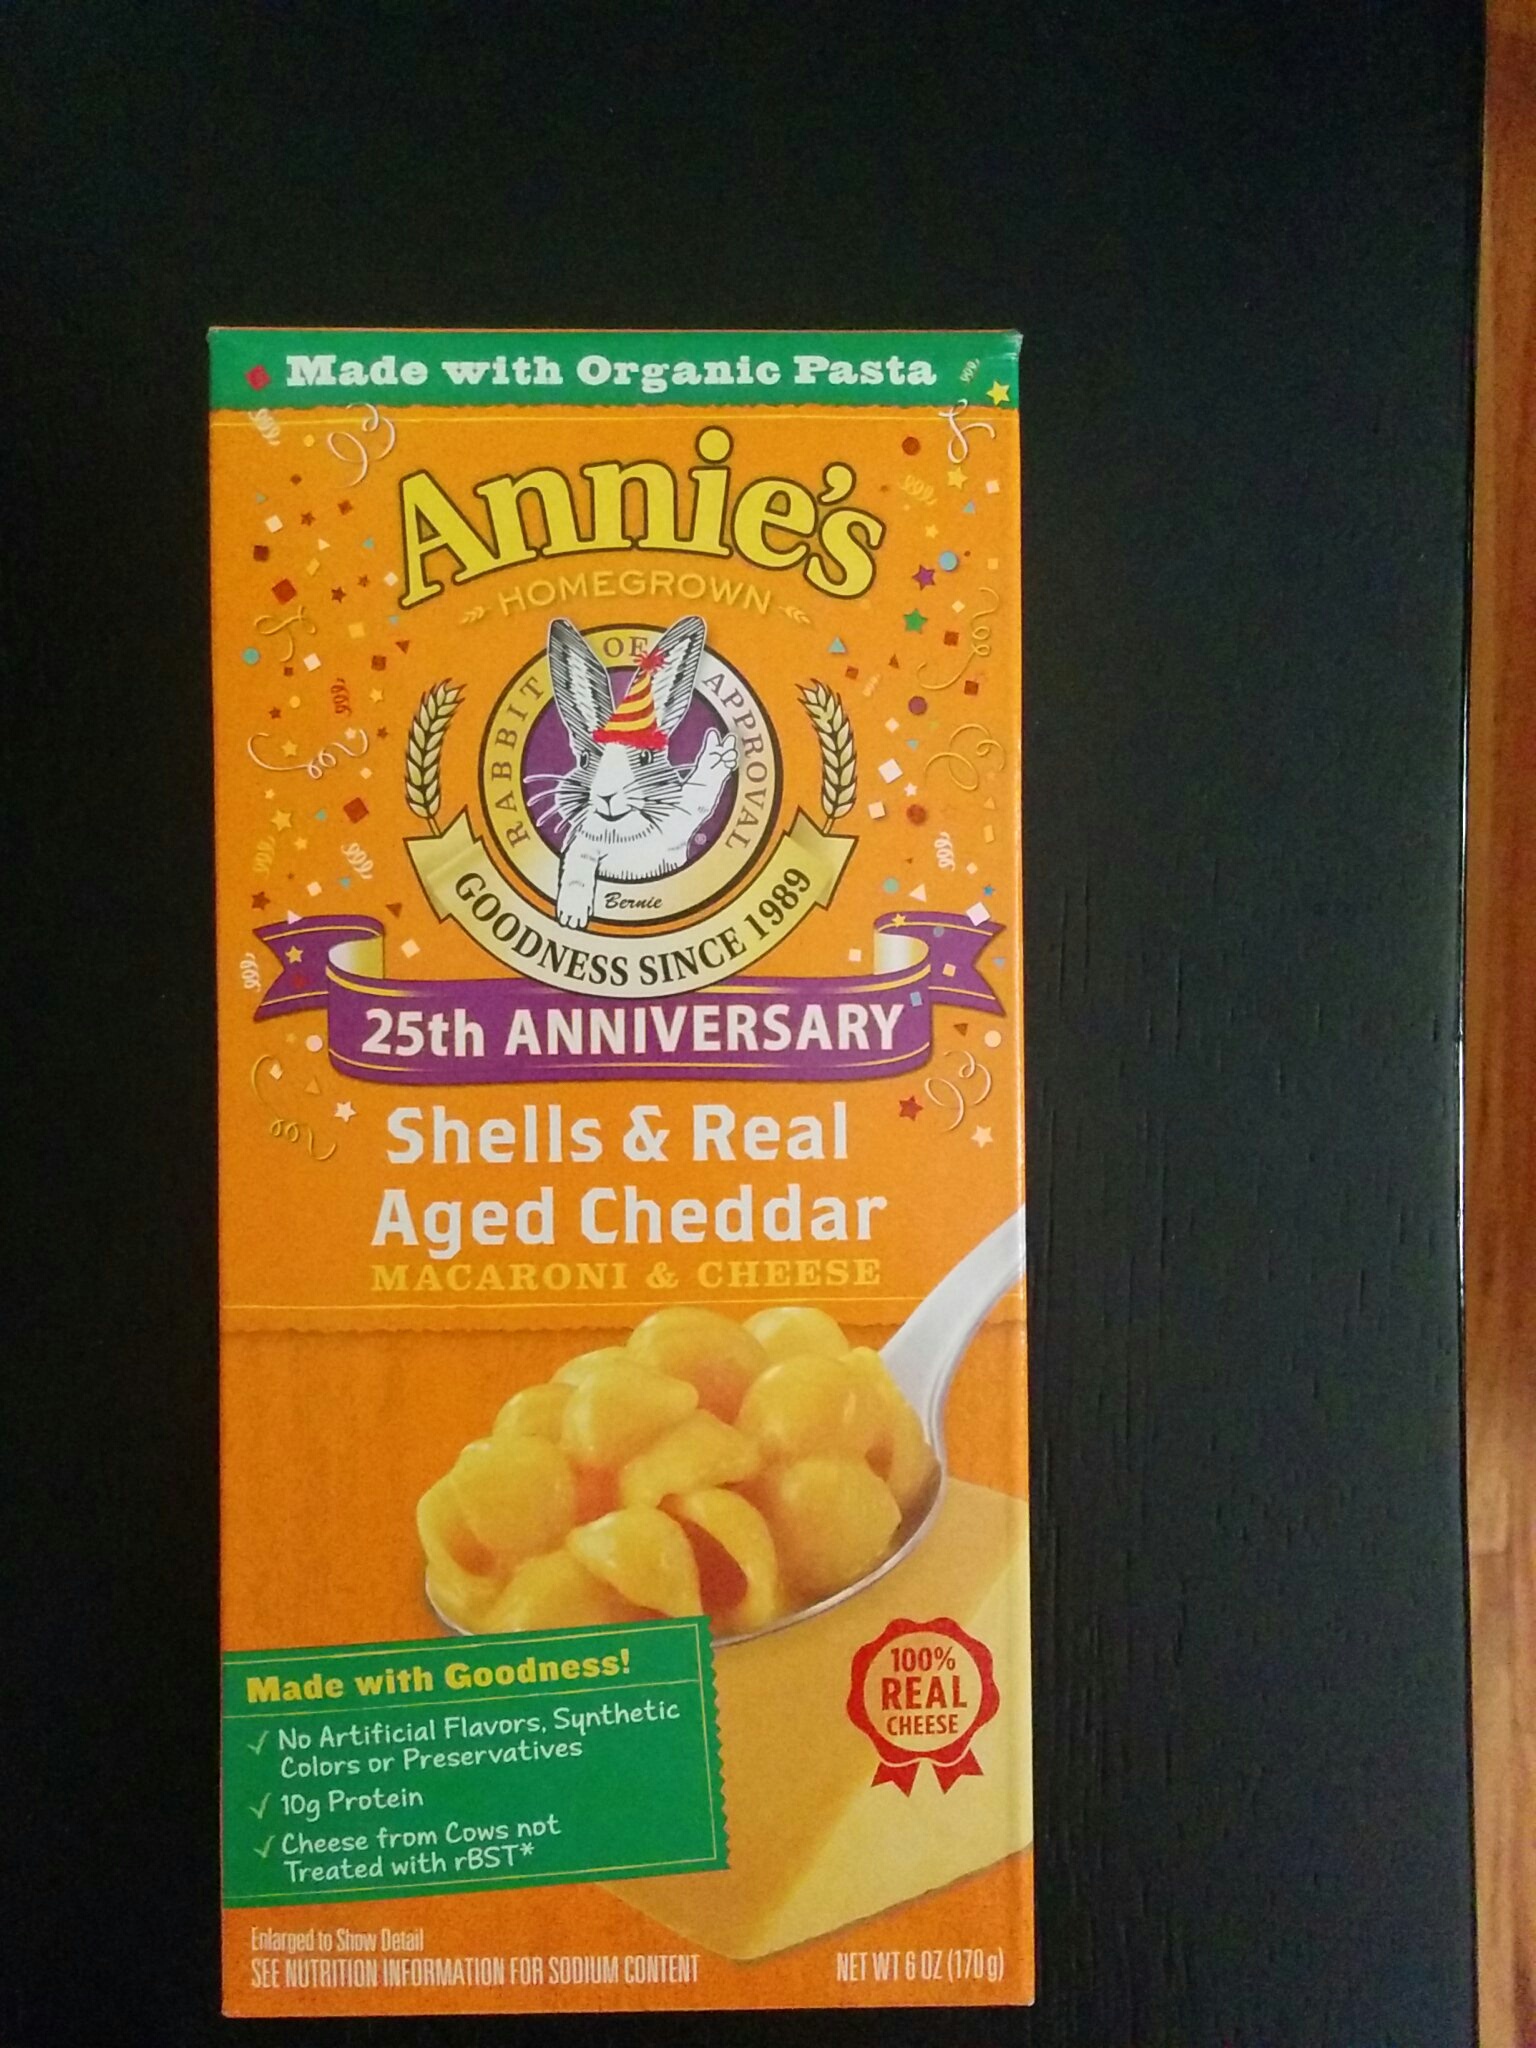 Made with Organic Pasta
Annie's
HOMEGROWN
RABBIT OF APPROVAL
®
Bernie
GOODNESS SINCE 1989
25th ANNIVERSARY
Shells & Real
Aged Cheddar
MACARONI & CHEESE
Made with Goodness!
✓ No Artificial Flavors, Synthetic
Colors or Preservatives
✓ 10g Protein
✓ Cheese from Cows not
Treated with rBST*
100%
REAL
CHEESE
Enlarged to Show Detail
SEE NUTRITION INFORMATION FOR SODIUM CONTENT
NET WT 6 OZ (170g)